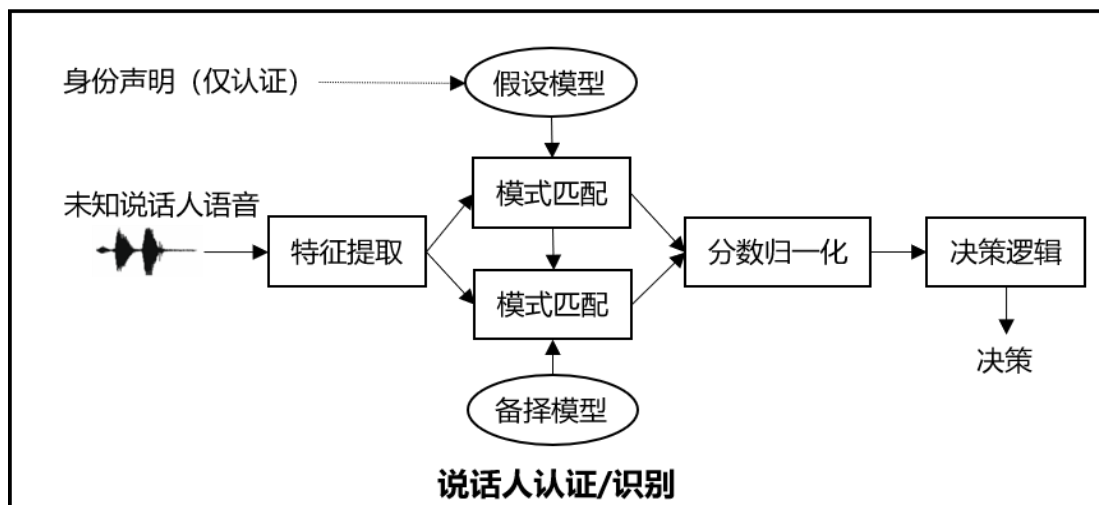 身份声明（仅认证）
假设模型
未知说话人语音
模式匹配
特征提取
分数归一化
决策逻辑
模式匹配
决策
备择模型
说话人认证/识别